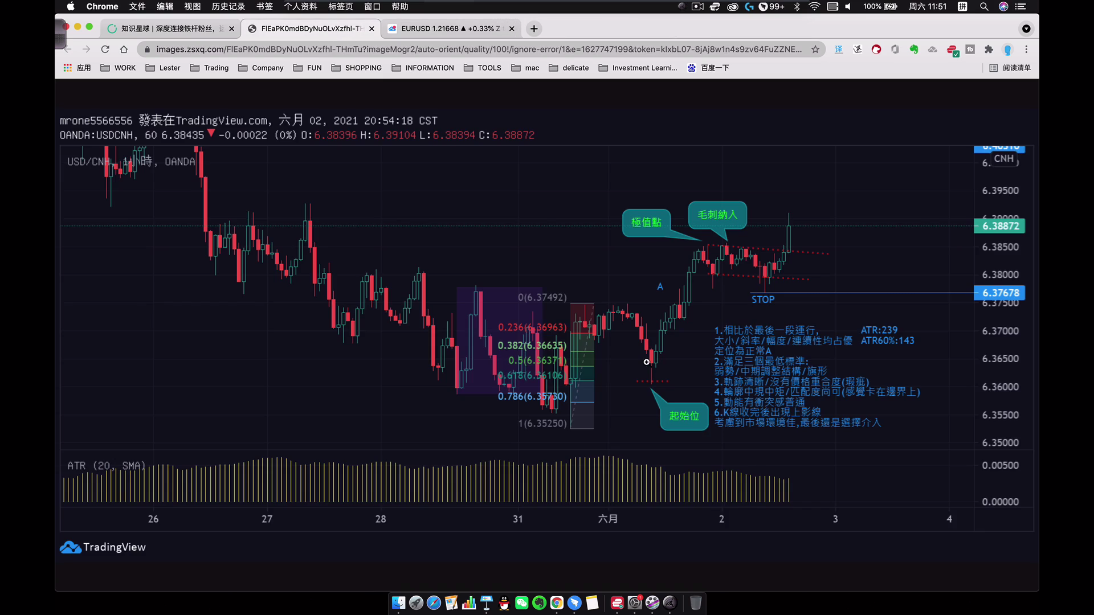 Chrome 文件 编辑 视图 历史记录 书签 个人资料 标签页 窗口 帮助
99+ 100% 周六 11:51
知识星球 | 深度连接铁杆粉丝,
FlEaPK0mdBDyNuOLvXzfhl-THm
EURUSD 1.21668 ▲ +0.33% Z
images.zsxq.com/FlEaPK0mdBDyNuOLvXzfhl-THmTu?imageMogr2/auto-orient/quality/100!/ignore-error/1&e=1627747199&token=kIxbL07-8jAj8w1n4s9zv64FuZZNE...
应用 WORK Lester Trading Company FUN SHOPPING INFORMATION TOOLS mac delicate Investment Learni... 百度一下 阅读清单
mrone5566556 發表在TradingView.com, 六月 02, 2021 20:54:18 CST
OANDA:USDCNH, 60 6.38435 ▼ -0.00022 (0%) O:6.38396 H:6.39104 L:6.38394 C:6.38872
USD/CNH, 1小時, OANDA
CNH
6.39500
6.38872
6.38500
6.38000
6.37678
6.37500
6.37000
6.36500
6.36000
6.35500
6.35000
極值點
毛刺納入
A
STOP
起始位
0(6.37492)
0.236(6.36963)
0.382(6.36635)
0.5(6.36371)
0.618(6.36106)
0.786(6.35730)
1(6.35250)
1.相比於最後一段運行, ATR:239
大小/斜率/幅度/連續性均占優 ATR60%:143
定位為正常A
2.滿足三個最低標準:
弱勢/中期調整結構/旗形
3.軌跡清晰/沒有價格重合度(瑕疵)
4.輪廓中規中矩/匹配度尚可(感覺卡在邊界上)
5.動能有衝突感普通
6.K線收完後出現上影線
考慮到市場環境佳,最後還是選擇介入
ATR (20, SMA)
0.00500
0.00000
26 27 28 31 六月 2 3 4
TradingView